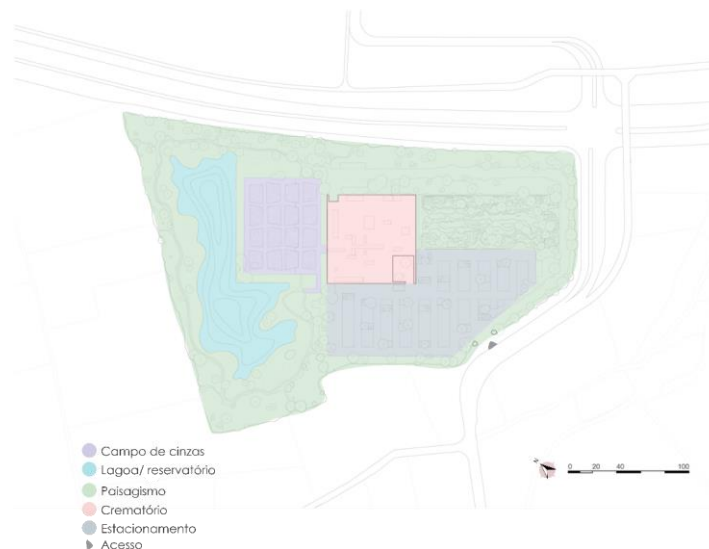 Campo de cinzas
Lagoa/ reservatório
Paisagismo
Crematório
Estacionamento
Acesso
0 20 40 100